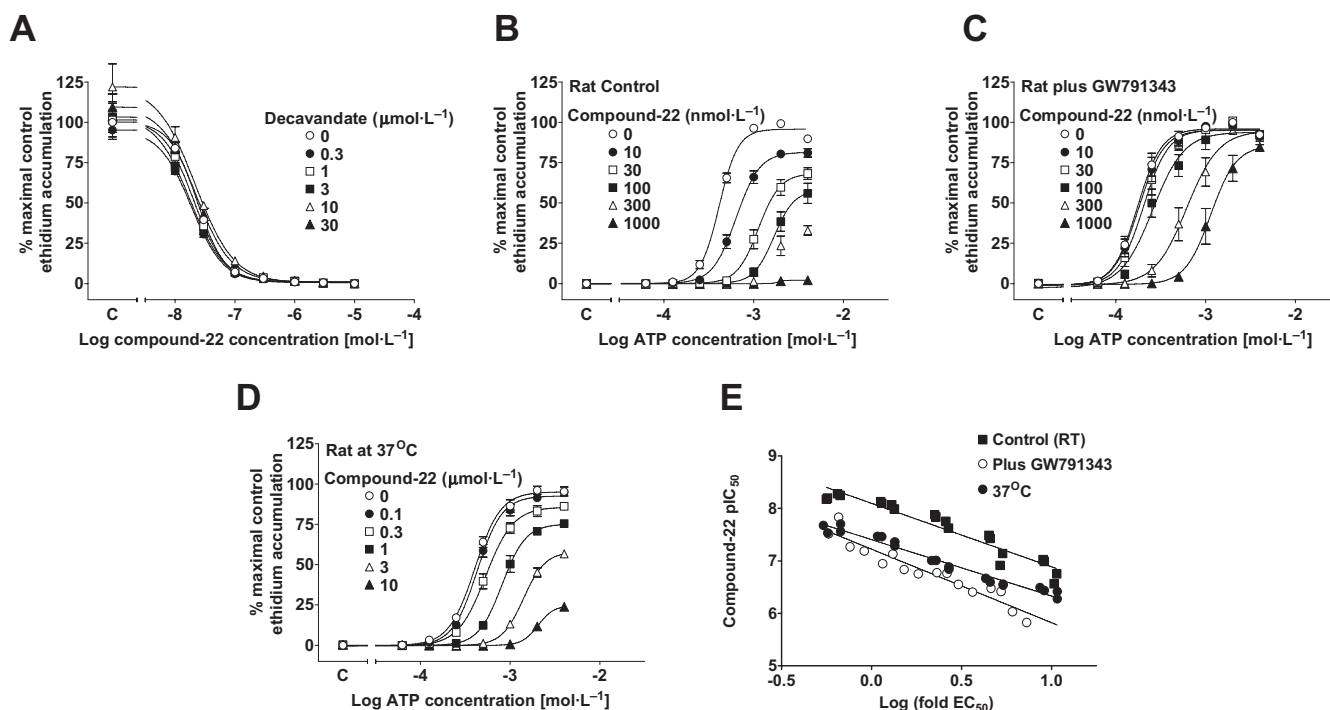 A
% maximal control
ethidium accumulation
125
100
75
50
25
0
C
-8
-7
-6
-5
-4
Log compound-22 concentration [mol·L⁻¹]
Decavandate (µmol·L⁻¹)
0
0.3
1
3
10
30
B
% maximal control
ethidium accumulation
125
100
75
50
25
0
Rat Control
Compound-22 (nmol·L⁻¹)
0
10
30
100
300
1000
C
-4
-3
-2
Log ATP concentration [mol·L⁻¹]
C
% maximal control
ethidium accumulation
125
100
75
50
25
0
Rat plus GW791343
Compound-22 (nmol·L⁻¹)
0
10
30
100
300
1000
C
-4
-3
-2
Log ATP concentration [mol·L⁻¹]
D
% maximal control
ethidium accumulation
125
100
75
50
25
0
Rat at 37⁰C
Compound-22 (µmol·L⁻¹)
0
0.1
0.3
1
3
10
C
-4
-3
-2
Log ATP concentration [mol·L⁻¹]
E
Control (RT)
Plus GW791343
37⁰C
Compound-22 pIC₅₀
9
8
7
6
5
-0.5
0.0
0.5
1.0
Log (fold EC₅₀)